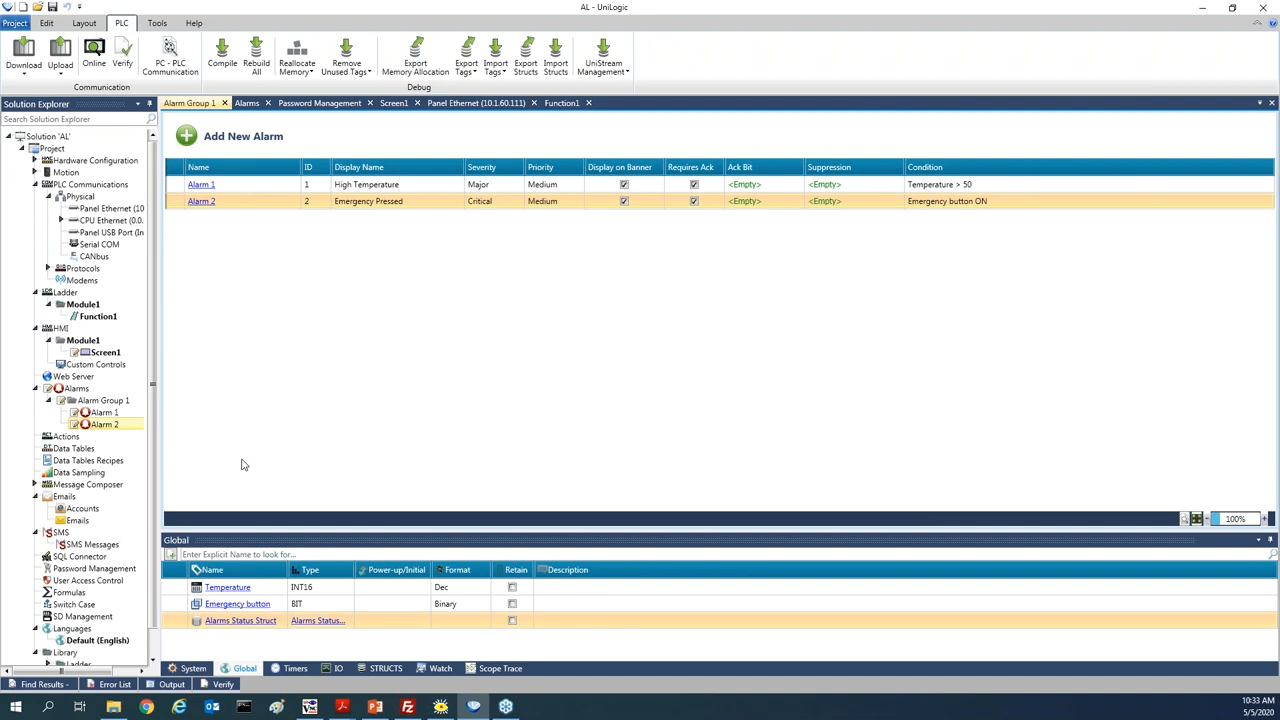 AL - UniLogic
Project Edit Layout PLC Tools Help
Download Upload Online Verify PC - PLC Communication Compile Rebuild All Reallocate Memory Remove Unused Tags Export Memory Allocation Export Tags Import Tags Export Structs Import Structs UniStream Management
Communication Debug
Solution Explorer
Search Solution Explorer
Solution 'AL'
Project
Hardware Configuration
Motion
PLC Communications
Physical
Panel Ethernet (10
CPU Ethernet (0.0.
Panel USB Port (In
Serial COM
CANbus
Protocols
Modems
Ladder
Module1
Function1
HMI
Module1
Screen1
Custom Controls
Web Server
Alarms
Alarm Group 1
Alarm 1
Alarm 2
Actions
Data Tables
Data Tables Recipes
Data Sampling
Message Composer
Emails
Accounts
Emails
SMS
SMS Messages
SQL Connector
Password Management
User Access Control
Formulas
Switch Case
SD Management
Languages
Default (English)
Library
Ladder
Alarm Group 1 Alarms Password Management Screen1 Panel Ethernet (10.1.60.111) Function1
Add New Alarm
Name ID Display Name Severity Priority Display on Banner Requires Ack Ack Bit Suppression Condition
Alarm 1 1 High Temperature Major Medium <Empty> <Empty> Temperature > 50
Alarm 2 2 Emergency Pressed Critical Medium <Empty> <Empty> Emergency button ON
100%
Global
Enter Explicit Name to look for...
Name Type Power-up/Initial Format Retain Description
Temperature INT16 Dec
Emergency button BIT Binary
Alarms Status Struct Alarms Status...
System Global Timers IO STRUCTS Watch Scope Trace
Find Results - Error List Output Verify
10:33 AM
5/5/2020